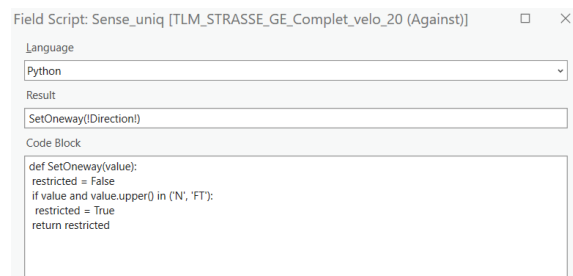 Field Script: Sense_uniq [TLM_STRASSE_GE_Complet_velo_20 (Against)]
Language
Python
Result
SetOneway(!Direction!)
Code Block
def SetOneway(value):
 restricted = False
 if value and value.upper() in ('N', 'FT'):
  restricted = True
 return restricted